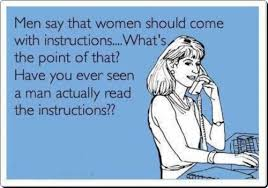 Men say that women should come
with instructions....What's
the point of that?
Have you ever seen
a man actually read
the instructions??